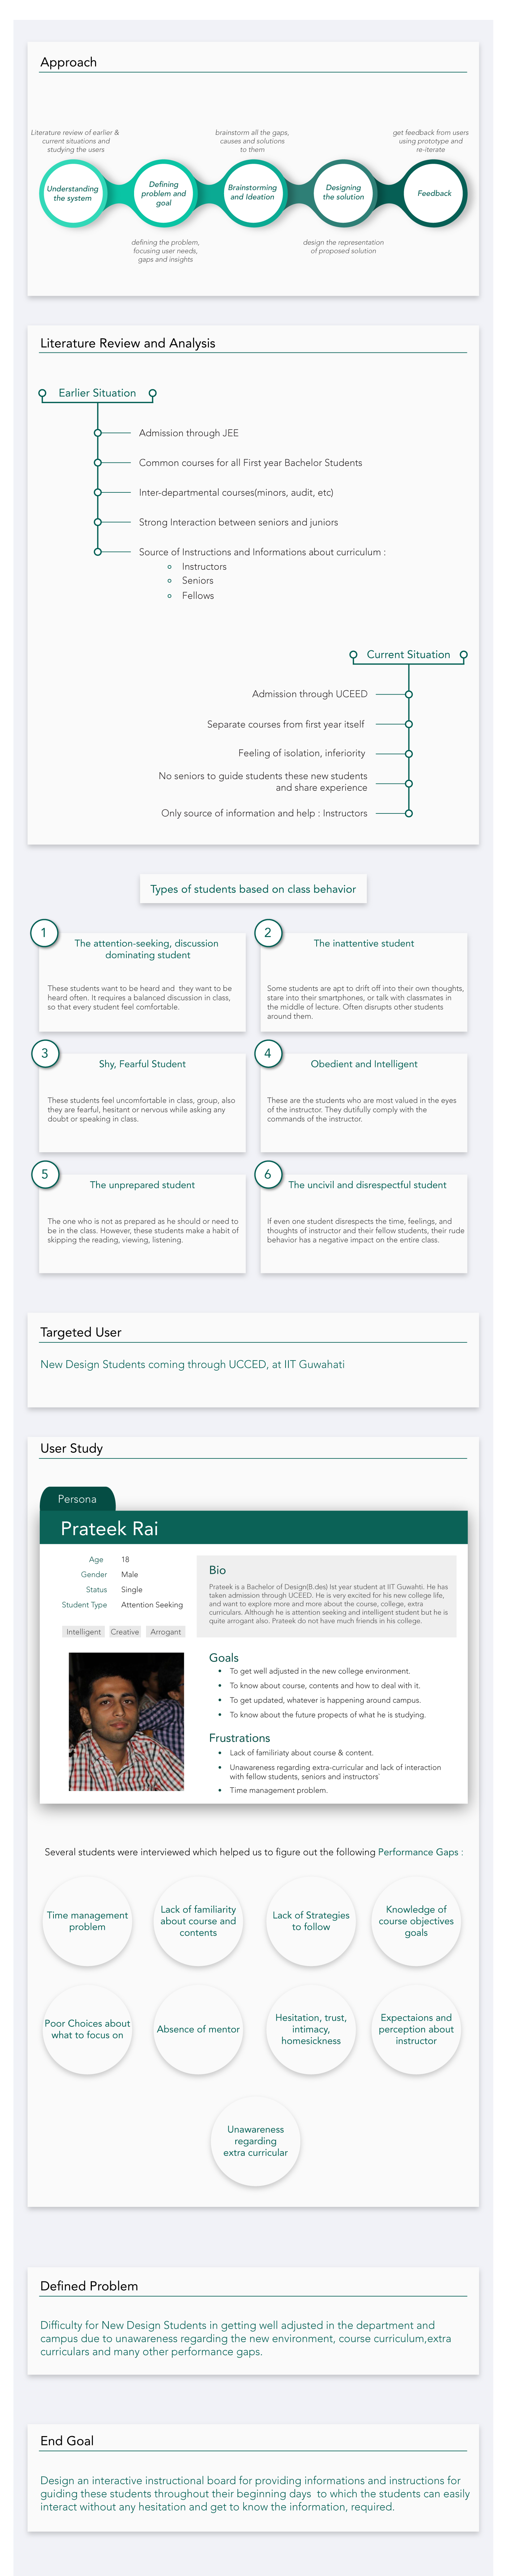 Approach
Literature review of earlier &
current situations and
studying the users
brainstorm all the gaps,
causes and solutions
to them
get feedback from users
using prototype and
re-iterate
Understanding
the system
Defining
problem and
goal
Brainstorming
and Ideation
Designing
the solution
Feedback
defining the problem,
focusing user needs,
gaps and insights
design the representation
of proposed solution
Literature Review and Analysis
Earlier Situation
Admission through JEE
Common courses for all First year Bachelor Students
Inter-departmental courses(minors, audit, etc)
Strong Interaction between seniors and juniors
Source of Instructions and Informations about curriculum :
Instructors
Seniors
Fellows
Current Situation
Admission through UCEED
Separate courses from first year itself
Feeling of isolation, inferiority
No seniors to guide students these new students
and share experience
Only source of information and help : Instructors
Types of students based on class behavior
1
The attention-seeking, discussion
dominating student
These students want to be heard and they want to be
heard often. It requires a balanced discussion in class,
so that every student feel comfortable.
2
The inattentive student
Some students are apt to drift off into their own thoughts,
stare into their smartphones, or talk with classmates in
the middle of lecture. Often disrupts other students
around them.
3
Shy, Fearful Student
These students feel uncomfortable in class, group, also
they are fearful, hesitant or nervous while asking any
doubt or speaking in class.
4
Obedient and Intelligent
These are the students who are most valued in the eyes
of the instructor. They dutifully comply with the
commands of the instructor.
5
The unprepared student
The one who is not as prepared as he should or need to
be in the class. However, these students make a habit of
skipping the reading, viewing, listening.
6
The uncivil and disrespectful student
If even one student disrespects the time, feelings, and
thoughts of instructor and their fellow students, their rude
behavior has a negative impact on the entire class.
Targeted User
New Design Students coming through UCCED, at IIT Guwahati
User Study
Persona
Prateek Rai
Age 18
Gender Male
Status Single
Student Type Attention Seeking
Intelligent Creative Arrogant
Bio
Prateek is a Bachelor of Design(B.des) Ist year student at IIT Guwahti. He has
taken admission through UCEED. He is very excited for his new college life,
and want to explore more and more about the course, college, extra
curriculars. Although he is attention seeking and intelligent student but he is
quite arrogant also. Prateek do not have much friends in his college.
Goals
• To get well adjusted in the new college environment.
• To know about course, contents and how to deal with it.
• To get updated, whatever is happening around campus.
• To know about the future propects of what he is studying.
Frustrations
• Lack of familiriaty about course & content.
• Unawareness regarding extra-curricular and lack of interaction
with fellow students, seniors and instructors`
• Time management problem.
Several students were interviewed which helped us to figure out the following Performance Gaps :
Time management
problem
Lack of familiarity
about course and
contents
Lack of Strategies
to follow
Knowledge of
course objectives
goals
Poor Choices about
what to focus on
Absence of mentor
Hesitation, trust,
intimacy,
homesickness
Expectaions and
perception about
instructor
Unawareness
regarding
extra curricular
Defined Problem
Difficulty for New Design Students in getting well adjusted in the department and
campus due to unawareness regarding the new environment, course curriculum,extra
curriculars and many other performance gaps.
End Goal
Design an interactive instructional board for providing informations and instructions for
guiding these students throughout their beginning days to which the students can easily
interact without any hesitation and get to know the information, required.